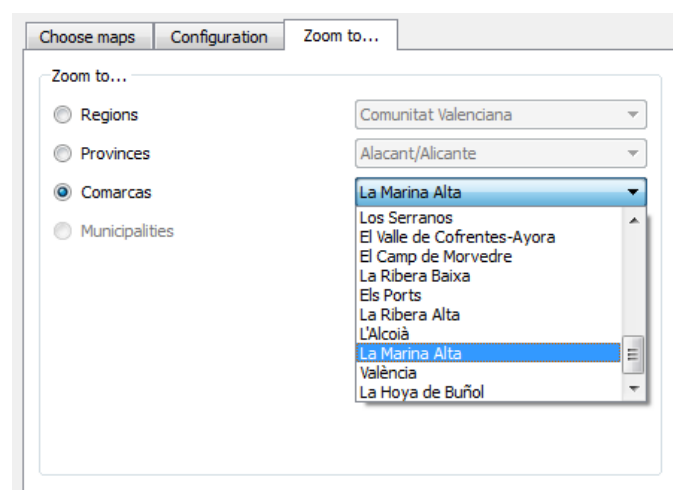 Choose maps Configuration Zoom to...
Zoom to...
Regions Comunitat Valenciana
Provinces Alacant/Alicante
Comarcas La Marina Alta
Municipalities
Los Serranos
El Valle de Cofrentes-Ayora
El Camp de Morvedre
La Ribera Baixa
Els Ports
La Ribera Alta
L'Alcoià
La Marina Alta
València
La Hoya de Buñol